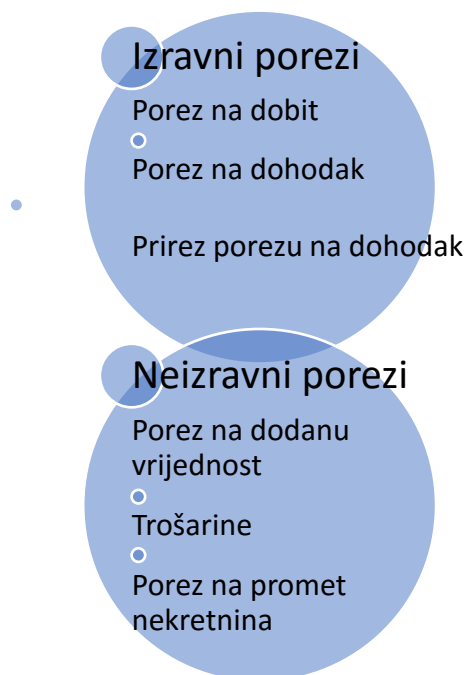 Izravni porezi
Porez na dobit
Porez na dohodak
Prirez porezu na dohodak
Neizravni porezi
Porez na dodanu
vrijednost
Trošarine
Porez na promet
nekretnina